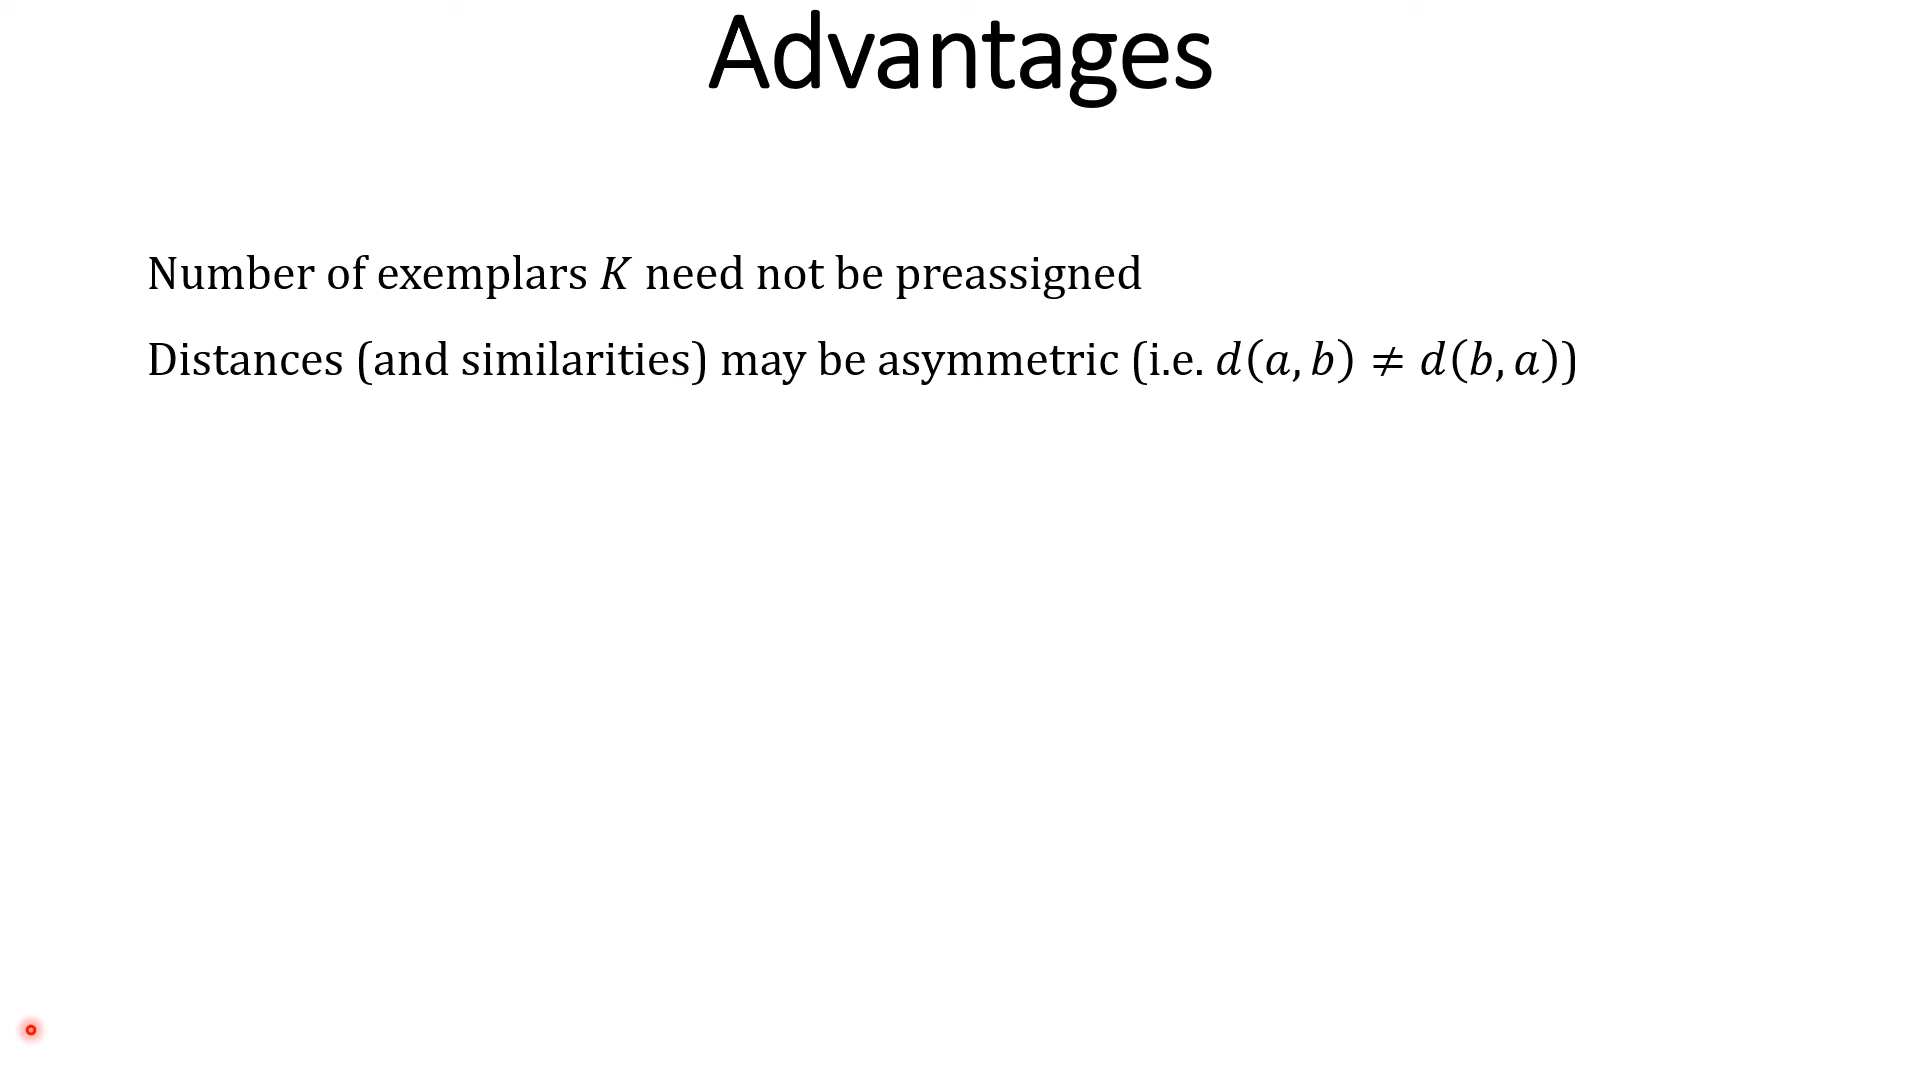 Advantages
Number of exemplars K need not be preassigned
Distances (and similarities) may be asymmetric (i.e. d(a, b) ≠ d(b, a))